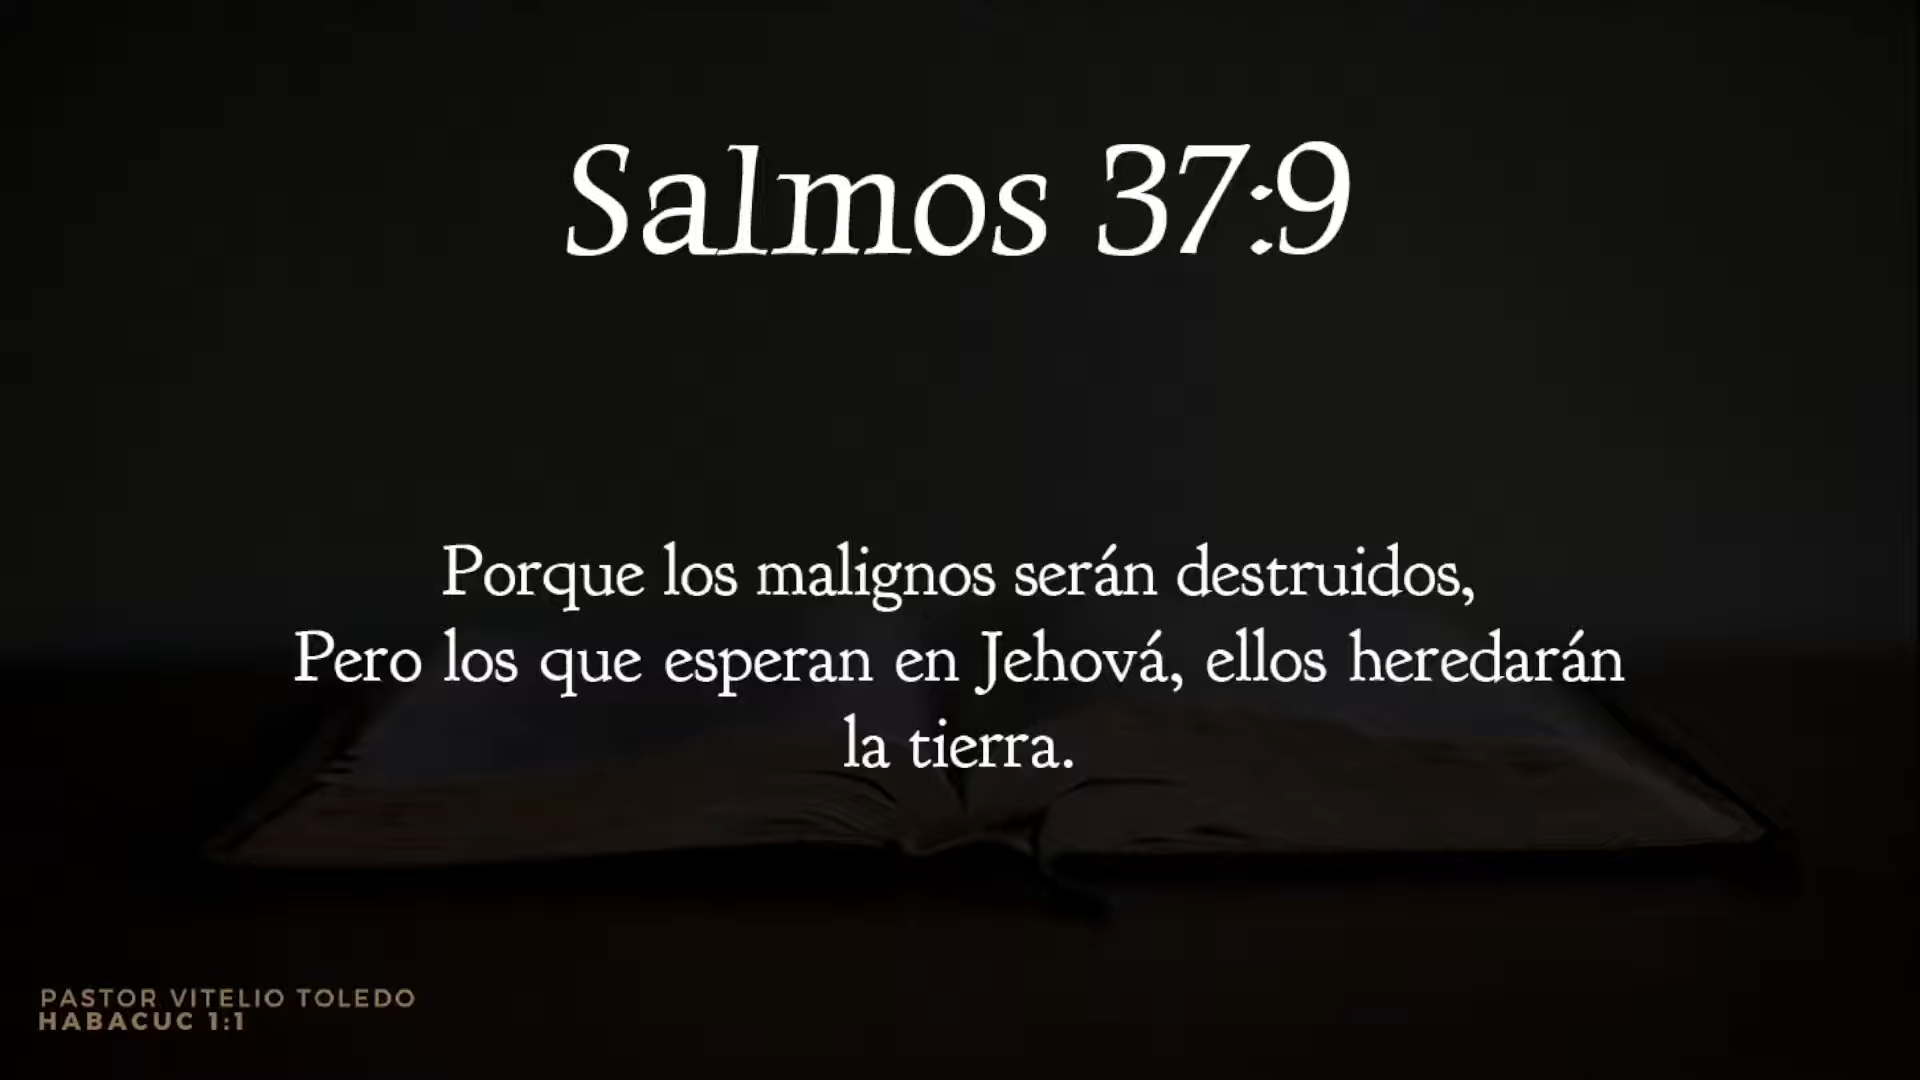 Salmos 37:9
Porque los malignos serán destruidos,
Pero los que esperan en Jehová, ellos heredarán
la tierra.
PASTOR VITELIO TOLEDO
HABACUC 1:1